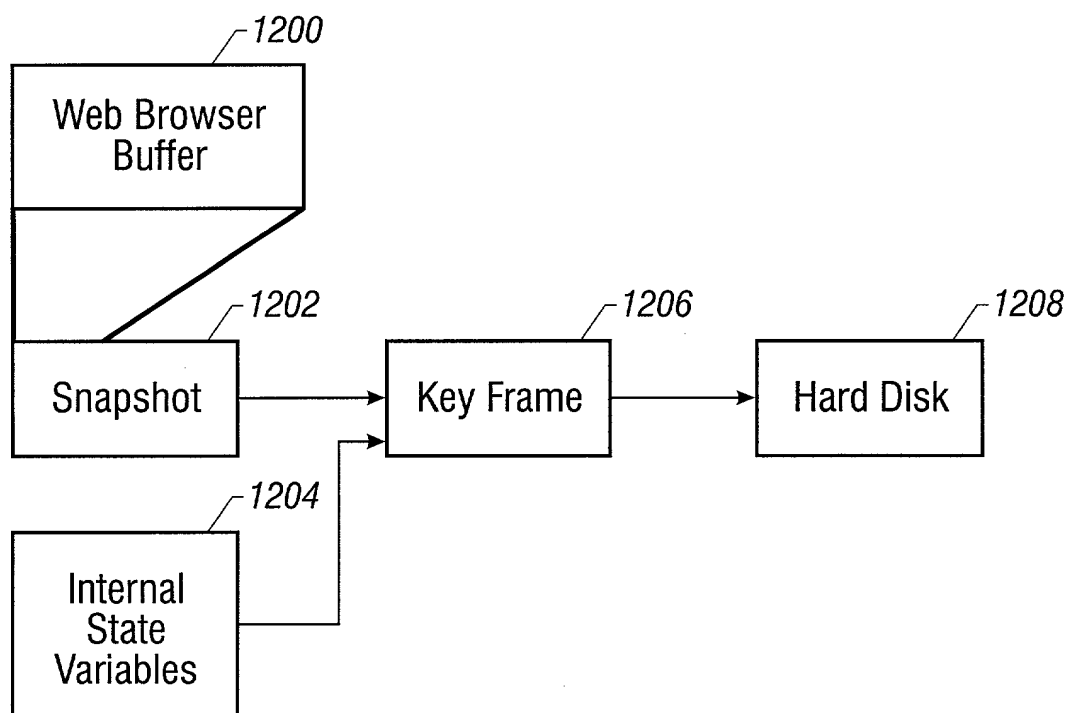 1200
Web Browser
Buffer
1202
Snapshot
1206
Key Frame
1208
Hard Disk
1204
Internal
State
Variables